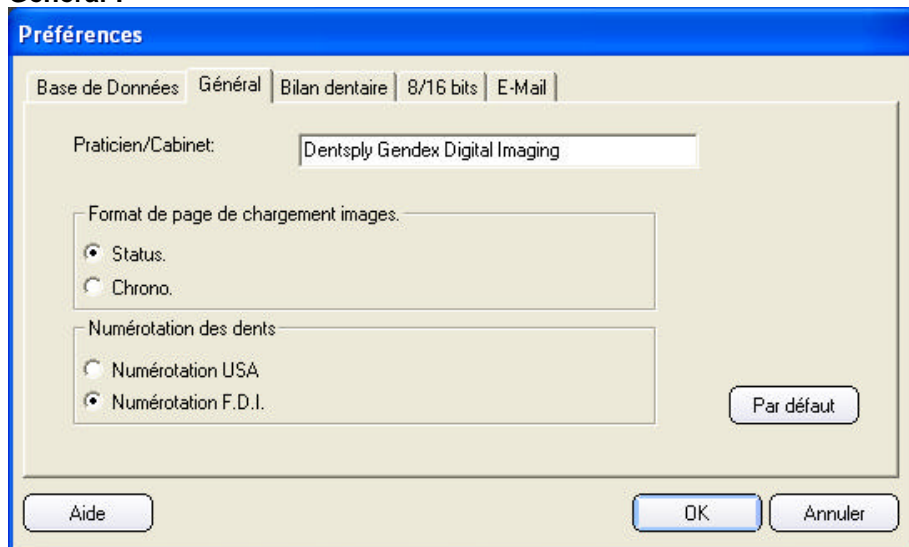 Général :
Préférences
Base de Données Général Bilan dentaire 8/16 bits E-Mail
Praticien/Cabinet: Dentsply Gendex Digital Imaging
Format de page de chargement images.
Status.
Chrono.
Numérotation des dents
Numérotation USA
Numérotation F.D.I.
Par défaut
Aide OK Annuler